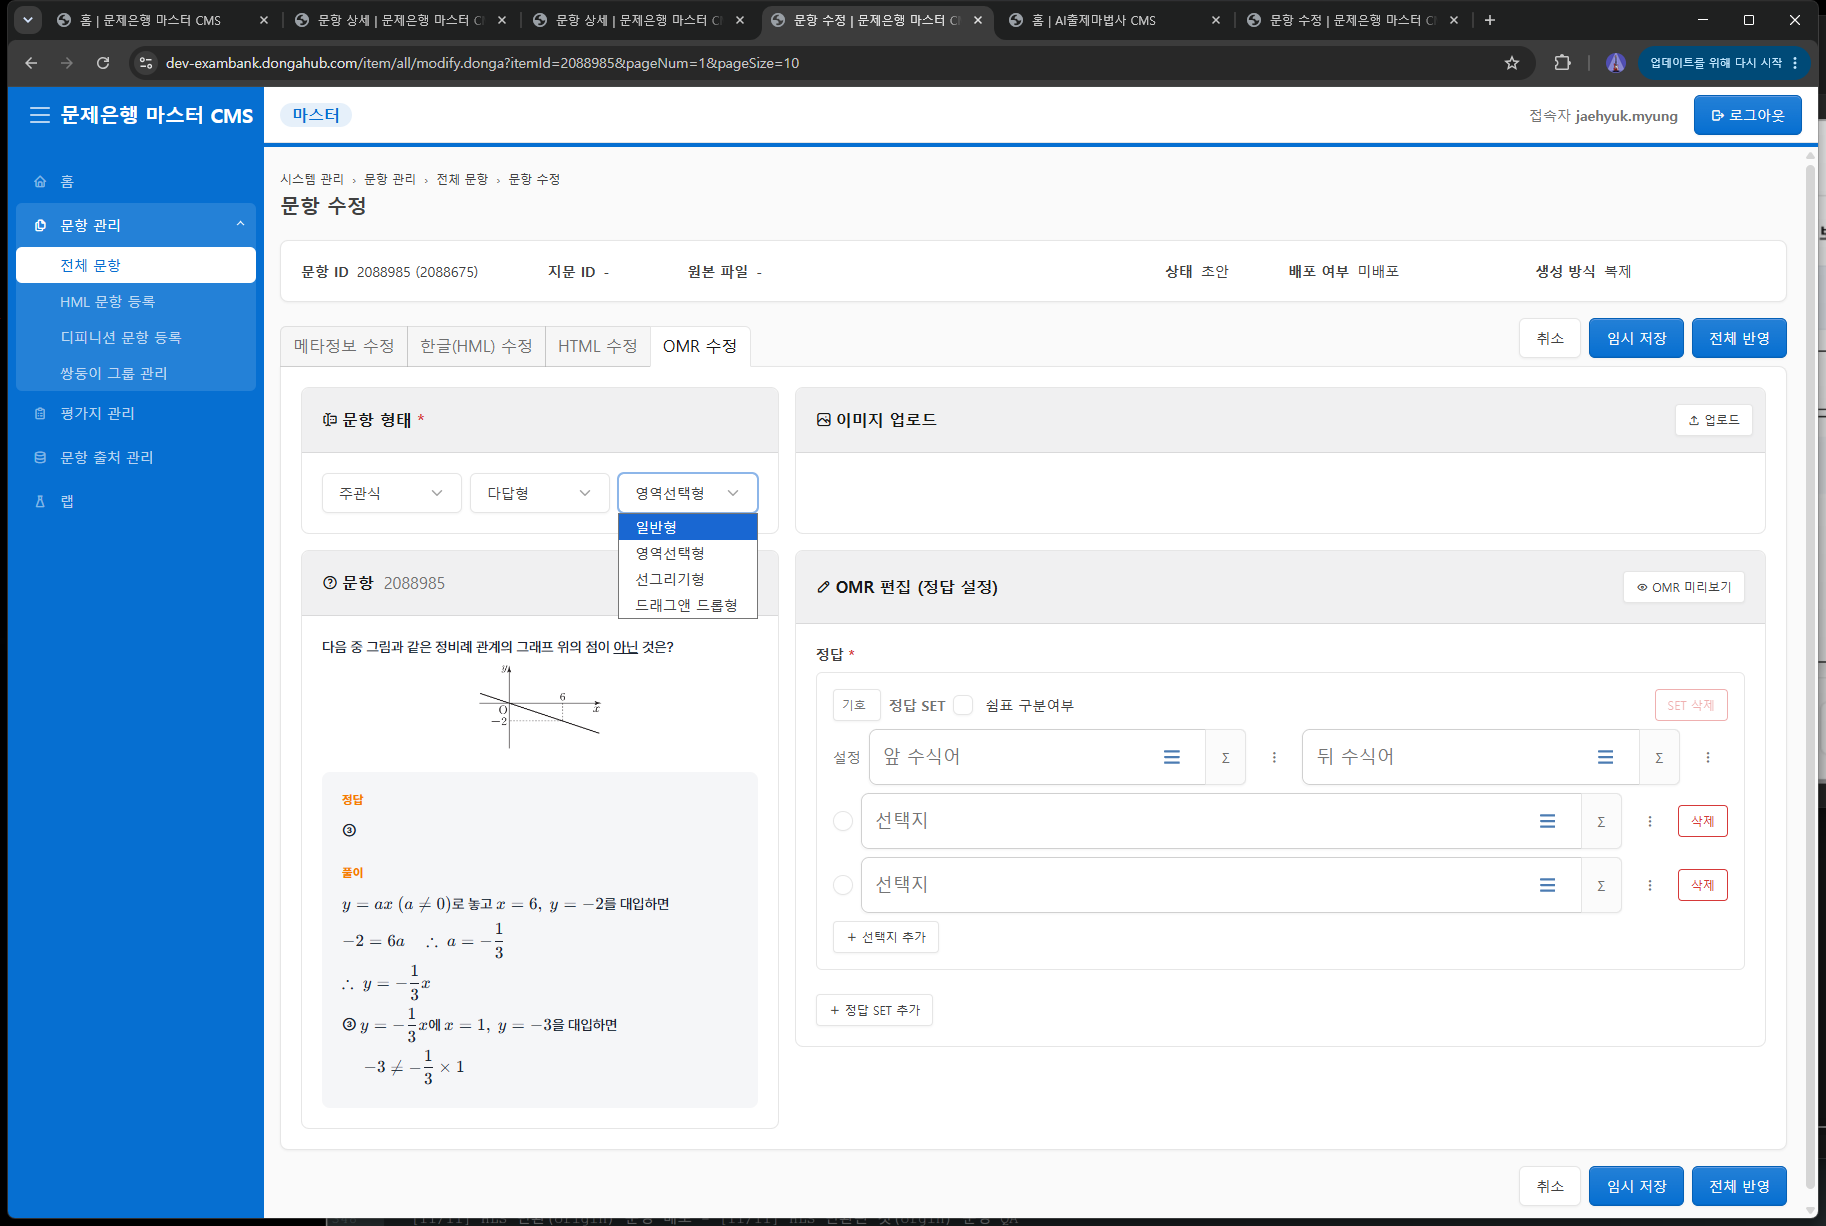 홈 | 문제은행 마스터 CMS
문항 상세 | 문제은행 마스터 C
문항 상세 | 문제은행 마스터 C
문항 수정 | 문제은행 마스터 C
홈 | AI출제마법사 CMS
문항 수정 | 문제은행 마스터 C
dev-exambank.dongahub.com/item/all/modify.donga?itemId=2088985&pageNum=1&pageSize=10
업데이트를 위해 다시 시작
문제은행 마스터 CMS
마스터
접속자 jaehyuk.myung
로그아웃
홈
문항 관리
전체 문항
HML 문항 등록
디피니션 문항 등록
쌍둥이 그룹 관리
평가지 관리
문항 출처 관리
랩
시스템 관리 › 문항 관리 › 전체 문항 › 문항 수정
문항 수정
문항 ID 2088985 (2088675) 지문 ID - 원본 파일 - 상태 초안 배포 여부 미배포 생성 방식 복제
메타정보 수정 한글(HML) 수정 HTML 수정 OMR 수정
취소 임시 저장 전체 반영
문항 형태 *
주관식 다답형 영역선택형
일반형
영역선택형
선그리기형
드래그앤 드롭형
이미지 업로드
업로드
문항 2088985
다음 중 그림과 같은 정비례 관계의 그래프 위의 점이 아닌 것은?
y
6
O
x
−2
정답
③
풀이
y = ax (a ≠ 0)로 놓고 x = 6, y = −2를 대입하면
−2 = 6a ∴ a = −1/3
∴ y = −1/3 x
③ y = −1/3 x에 x = 1, y = −3을 대입하면
−3 ≠ −1/3 × 1
OMR 편집 (정답 설정)
OMR 미리보기
정답 *
기호 정답 SET 쉼표 구분여부 SET 삭제
설정 앞 수식어 Σ 뒤 수식어 Σ
선택지 Σ 삭제
선택지 Σ 삭제
+ 선택지 추가
+ 정답 SET 추가
취소 임시 저장 전체 반영